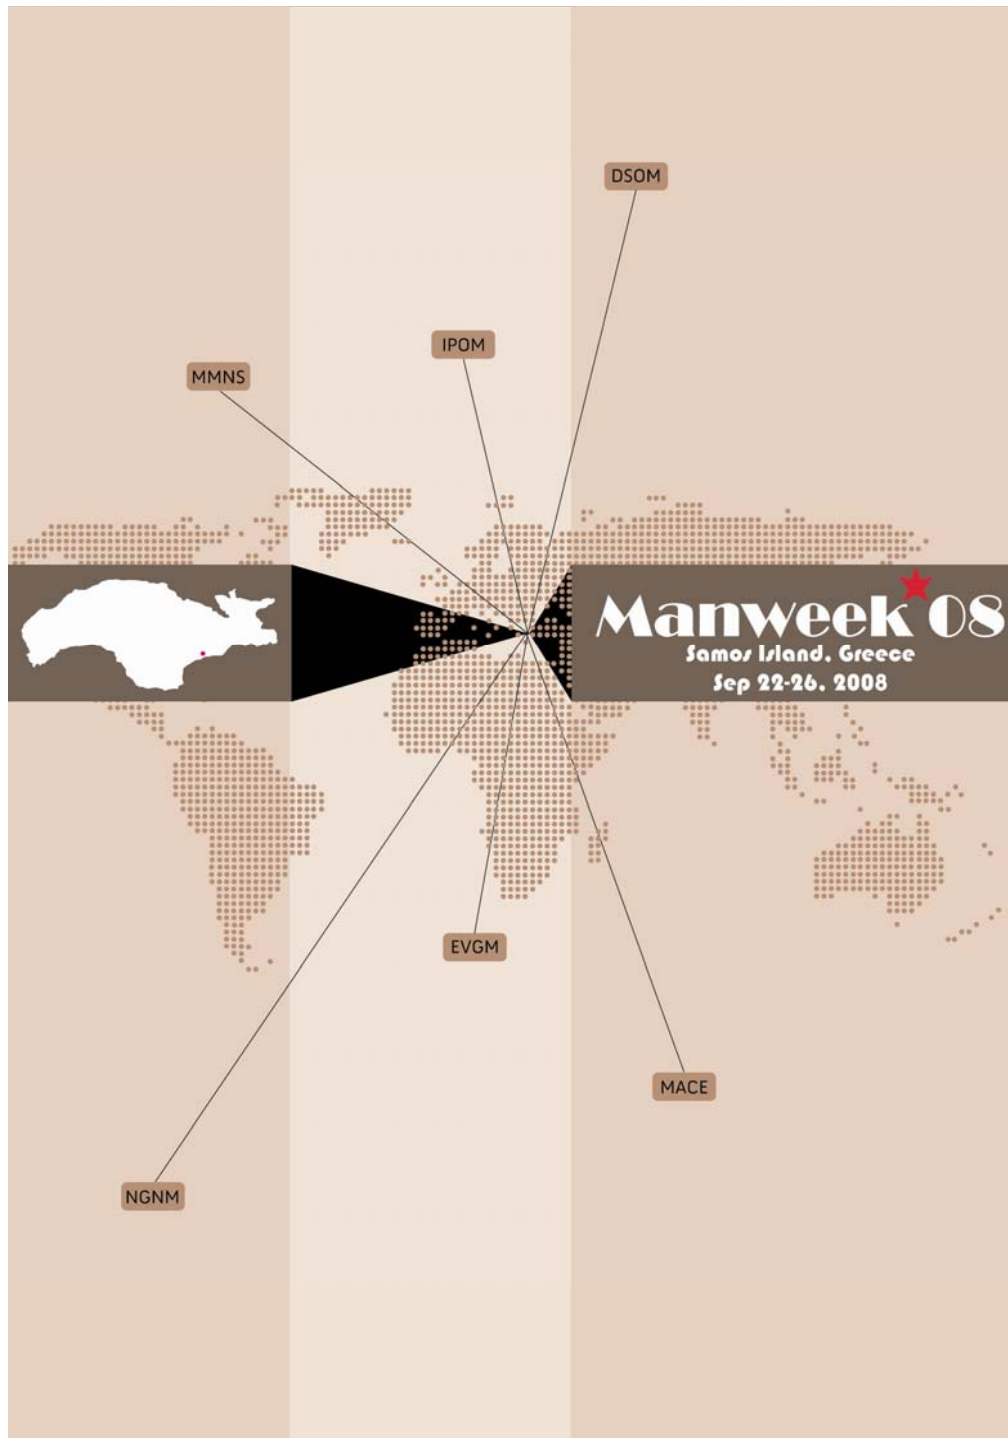 DSOM
IPOM
MMNS
Manweek 08
Samos Island, Greece
Sep 22-26, 2008
EVGM
MACE
NGNM